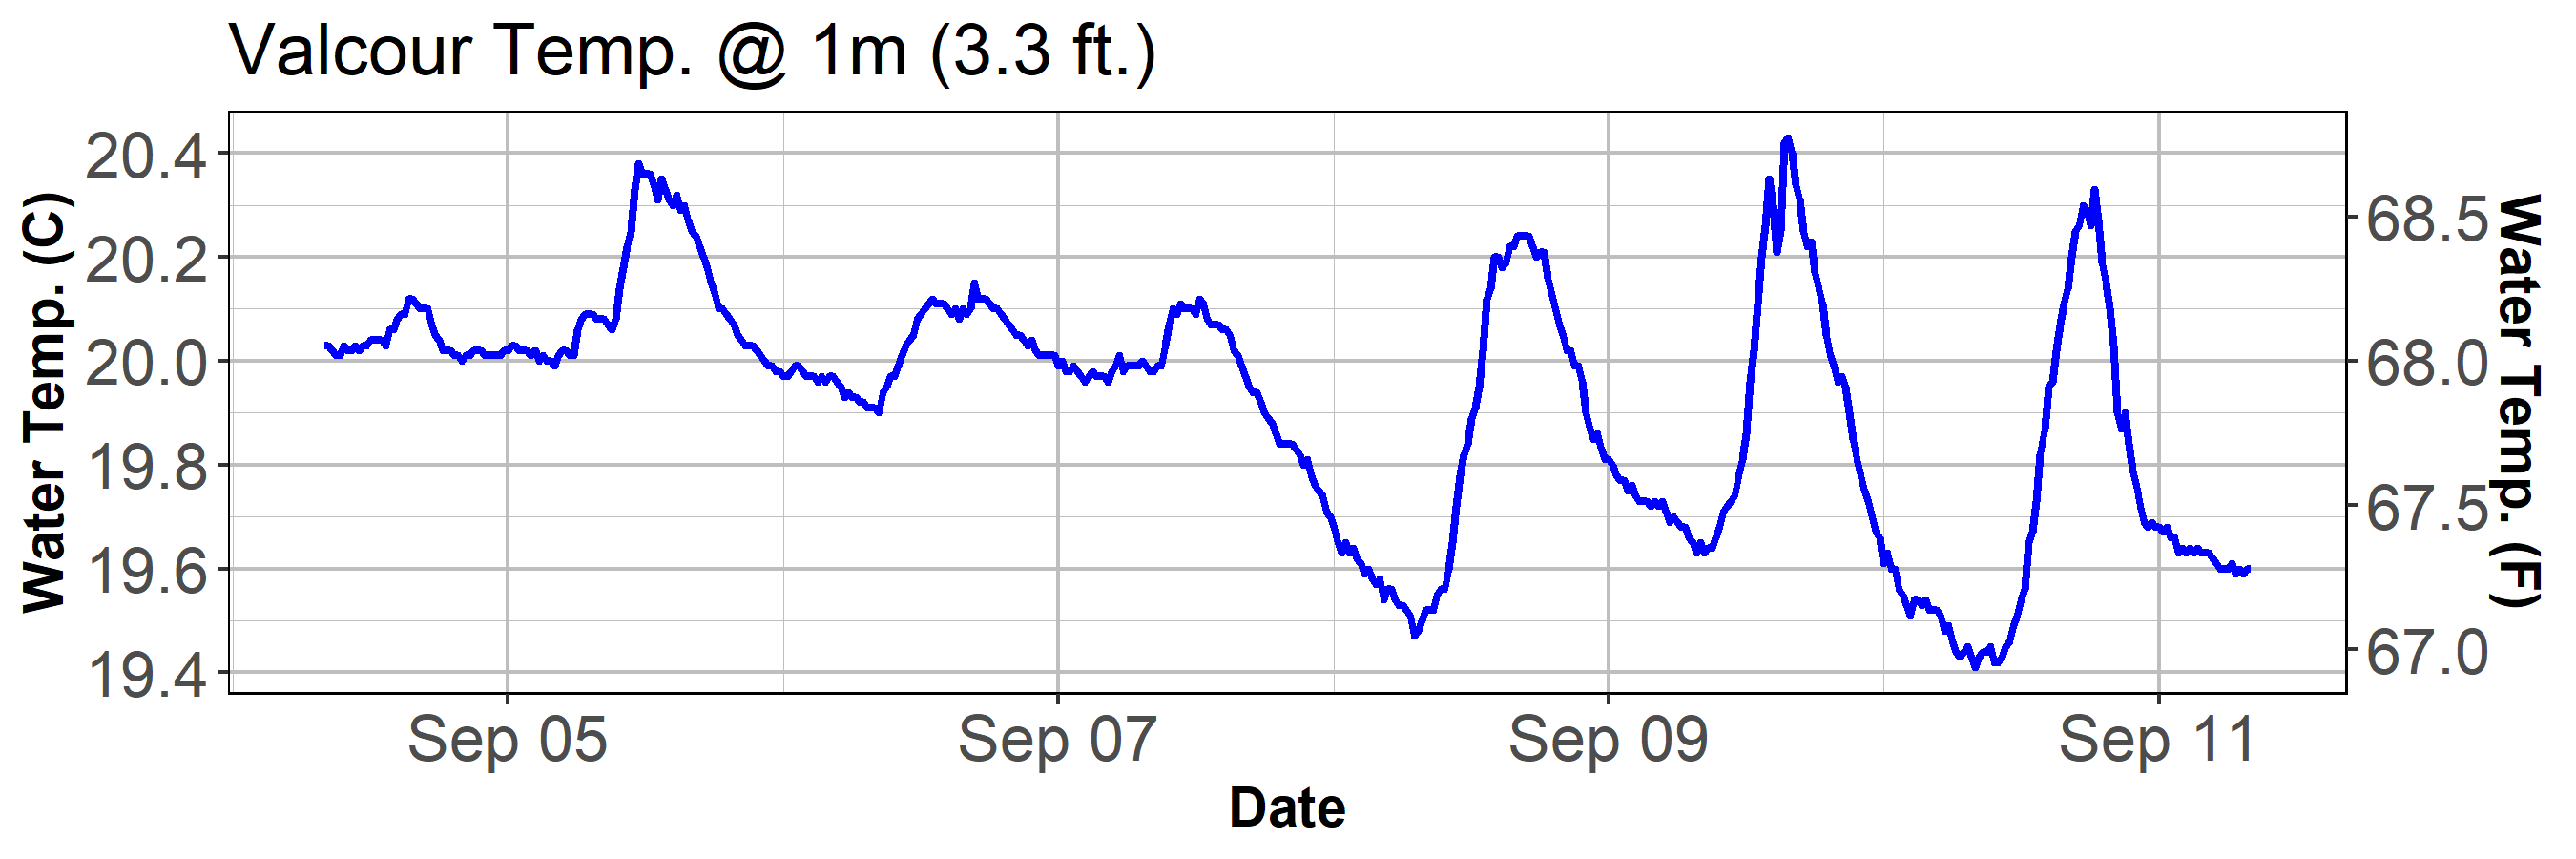 Valcour Temp. @ 1m (3.3 ft.)
Water Temp. (C)
20.4
20.2
20.0
19.8
19.6
19.4
68.5
68.0
67.5
67.0
Water Temp. (F)
Sep 05 Sep 07 Sep 09 Sep 11
Date